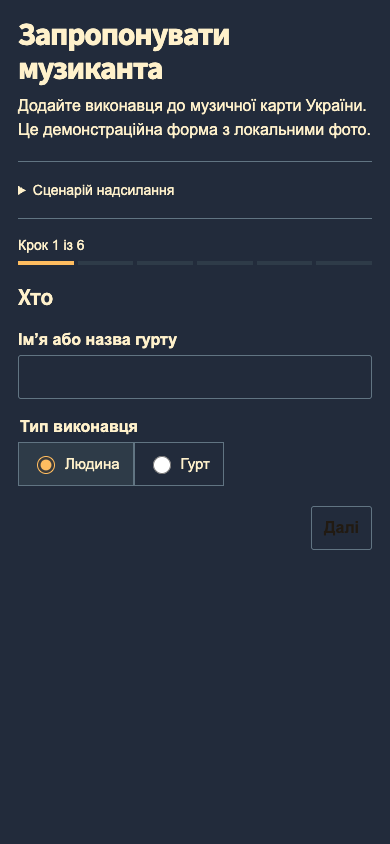 Запропонувати
музиканта
Додайте виконавця до музичної карти України.
Це демонстраційна форма з локальними фото.
Сценарій надсилання
Крок 1 із 6
Хто
Ім’я або назва гурту
Тип виконавця
Людина
Гурт
Далі